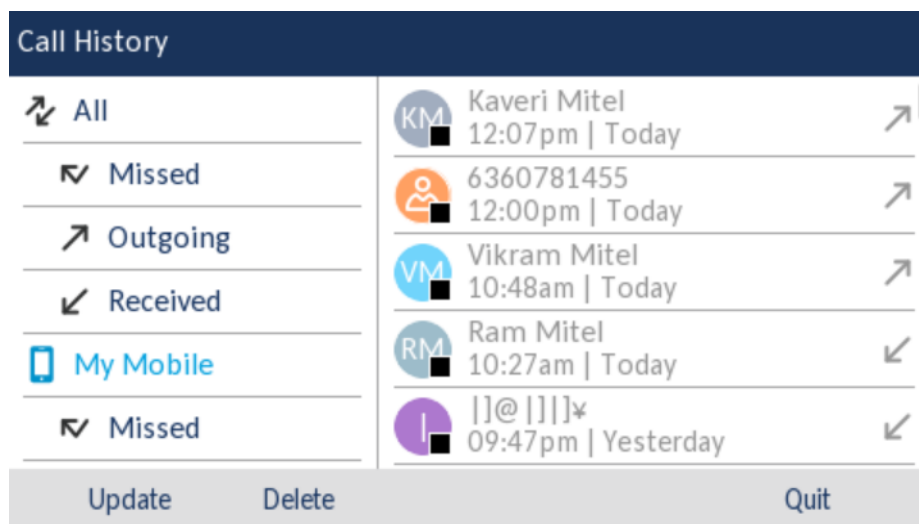 Call History
All
Missed
Outgoing
Received
My Mobile
Missed
KM
Kaveri Mitel
12:07pm | Today
6360781455
12:00pm | Today
VM
Vikram Mitel
10:48am | Today
RM
Ram Mitel
10:27am | Today
|
|]@|]|]¥
09:47pm | Yesterday
Update
Delete
Quit